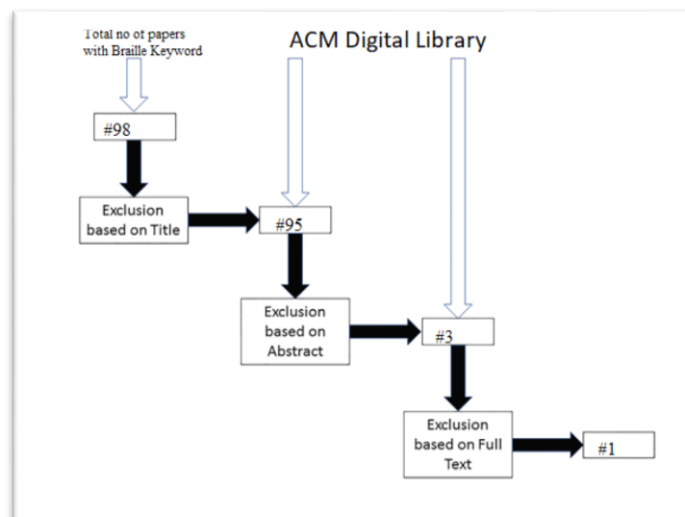 Total no of papers
with Braille Keyword
ACM Digital Library
#98
Exclusion
based on Title
#95
Exclusion
based on
Abstract
#3
Exclusion
based on Full
Text
#1